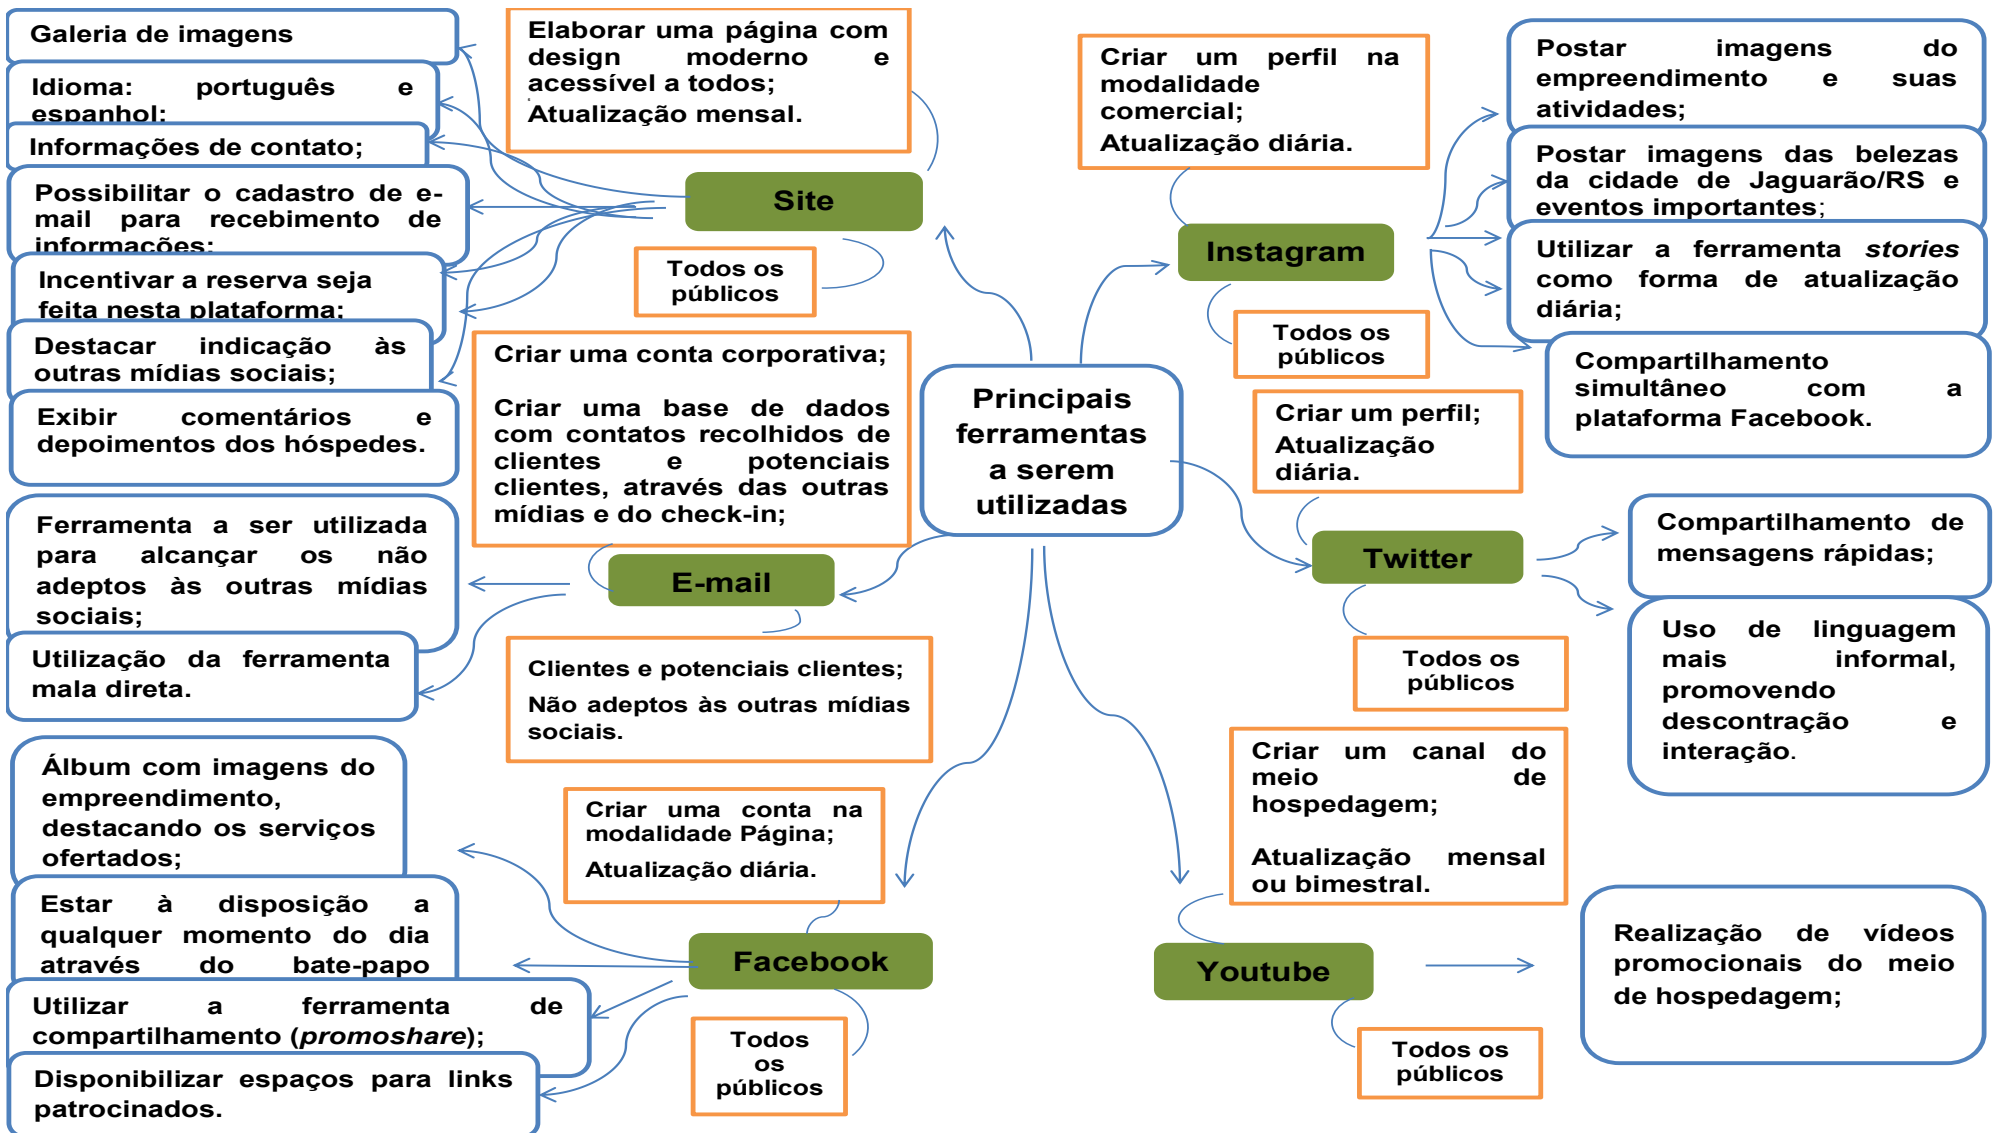 Galeria de imagens
Idioma: português e
espanhol;
Informações de contato;
Possibilitar o cadastro de e-
mail para recebimento de
informações;
Incentivar a reserva seja
feita nesta plataforma;
Destacar indicação às
outras mídias sociais;
Exibir comentários e
depoimentos dos hóspedes.
Elaborar uma página com
design moderno e
acessível a todos;
Atualização mensal.
Site
Todos os
públicos
Criar um perfil na
modalidade
comercial;
Atualização diária.
Instagram
Todos os
públicos
Postar imagens do
empreendimento e suas
atividades;
Postar imagens das belezas
da cidade de Jaguarão/RS e
eventos importantes;
Utilizar a ferramenta stories
como forma de atualização
diária;
Compartilhamento
simultâneo com a
plataforma Facebook.
Principais
ferramentas
a serem
utilizadas
Criar uma conta corporativa;
Criar uma base de dados
com contatos recolhidos de
clientes e potenciais
clientes, através das outras
mídias e do check-in;
E-mail
Clientes e potenciais clientes;
Não adeptos às outras mídias
sociais.
Ferramenta a ser utilizada
para alcançar os não
adeptos às outras mídias
sociais;
Utilização da ferramenta
mala direta.
Criar um perfil;
Atualização
diária.
Twitter
Todos os
públicos
Compartilhamento de
mensagens rápidas;
Uso de linguagem
mais informal,
promovendo
descontração e
interação.
Álbum com imagens do
empreendimento,
destacando os serviços
ofertados;
Estar à disposição a
qualquer momento do dia
através do bate-papo
Utilizar a ferramenta de
compartilhamento (promoshare);
Disponibilizar espaços para links
patrocinados.
Criar uma conta na
modalidade Página;
Atualização diária.
Facebook
Todos
os
públicos
Criar um canal do
meio de
hospedagem;
Atualização mensal
ou bimestral.
Youtube
Todos os
públicos
Realização de vídeos
promocionais do meio
de hospedagem;